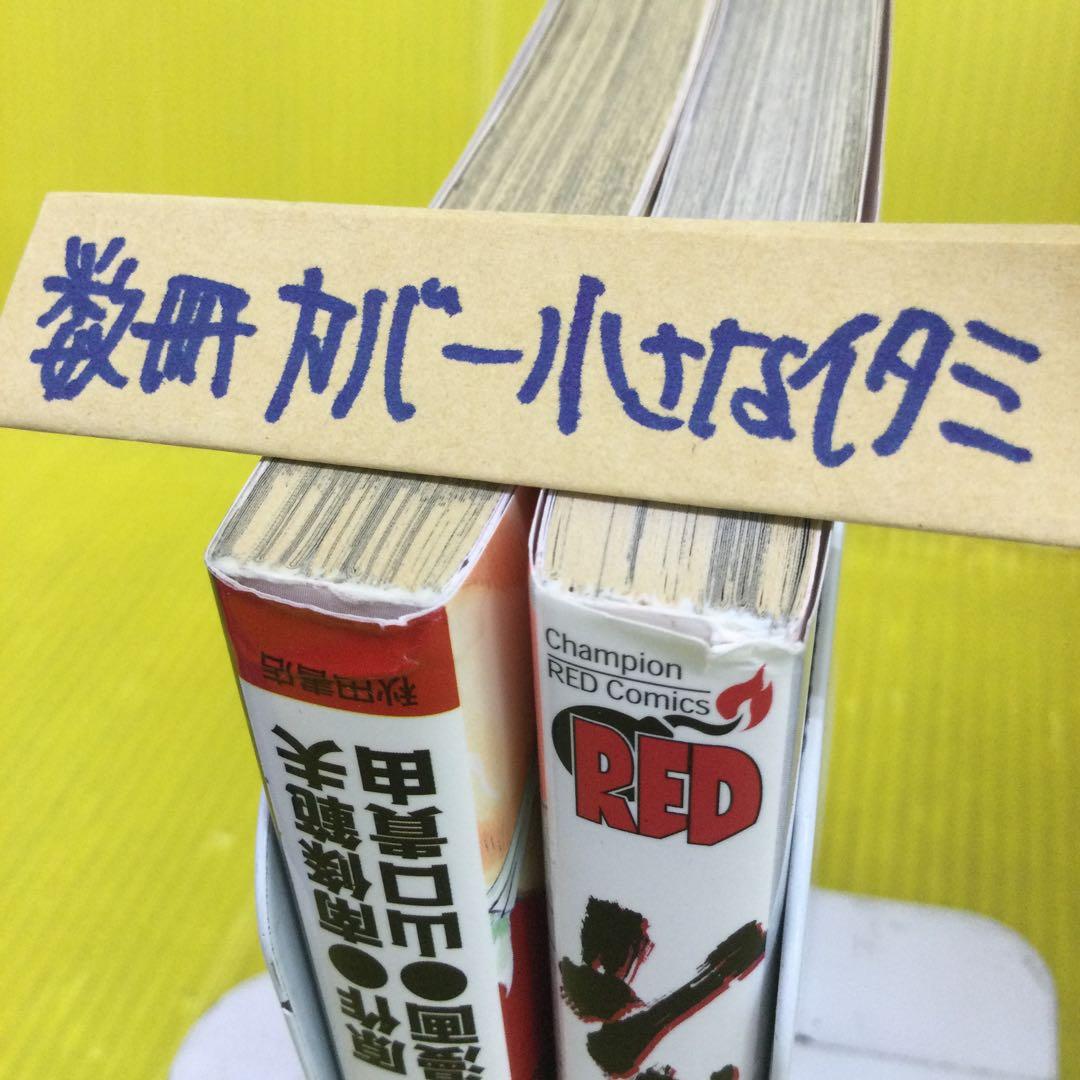 数冊 カバー小さなイタミ
秋田書店
原作●南條範夫
漫画●山口貴由
Champion
RED Comics
RED
シ